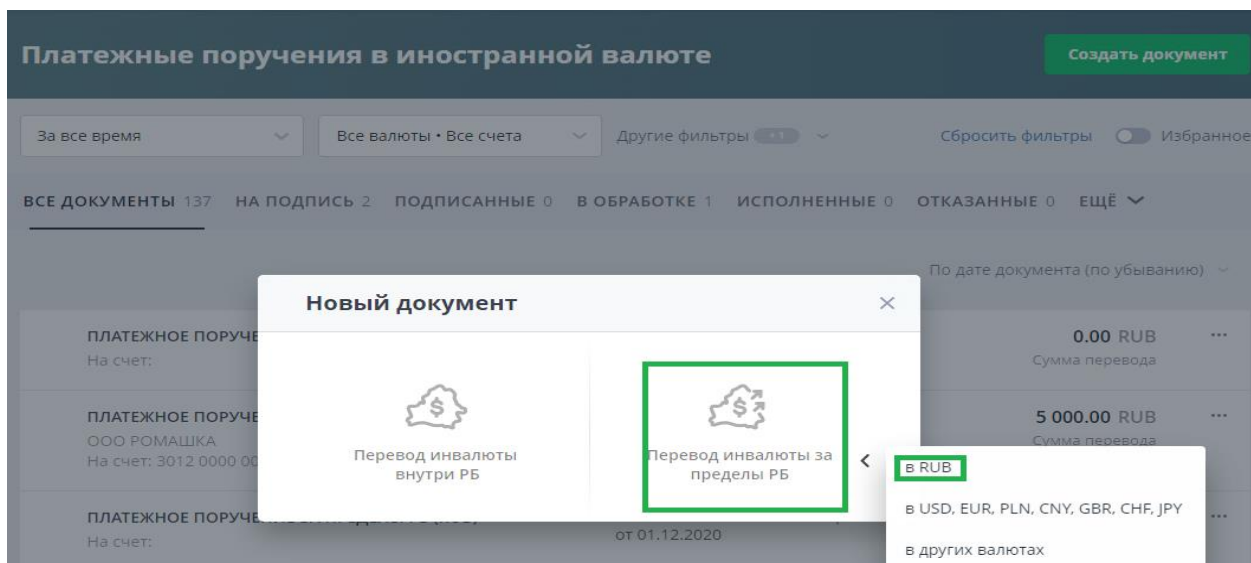 Платежные поручения в иностранной валюте
Создать документ
За все время
Все валюты • Все счета
Другие фильтры +1
Сбросить фильтры
Избранное
ВСЕ ДОКУМЕНТЫ 137 НА ПОДПИСЬ 2 ПОДПИСАННЫЕ 0 В ОБРАБОТКЕ 1 ИСПОЛНЕННЫЕ 0 ОТКАЗАННЫЕ 0 ЕЩЁ
По дате документа (по убыванию)
Новый документ
ПЛАТЕЖНОЕ ПОРУЧЕ
На счет:
0.00 RUB
Сумма перевода
Перевод инвалюты
внутри РБ
Перевод инвалюты за
пределы РБ
ПЛАТЕЖНОЕ ПОРУЧЕ
ООО РОМАШКА
На счет: 3012 0000 00
5 000.00 RUB
Сумма перевода
в RUB
в USD, EUR, PLN, CNY, GBR, CHF, JPY
в других валютах
ПЛАТЕЖНОЕ ПОРУЧЕ
На счет:
от 01.12.2020